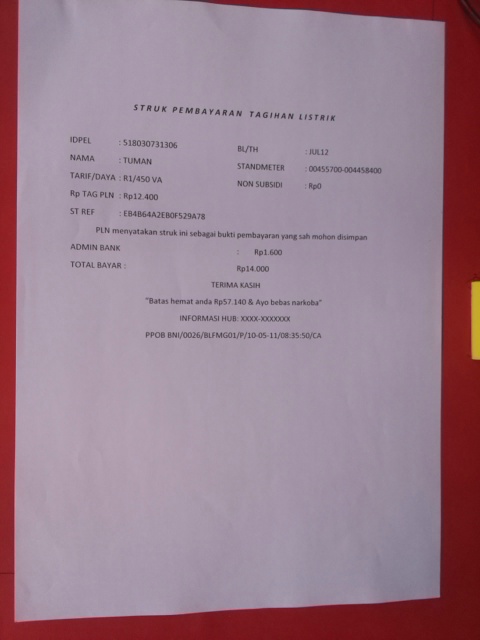 STRUK PEMBAYARAN TAGIHAN LISTRIK
IDPEL : 518030731306 BL/TH : JUL12
NAMA : TUMAN STANDMETER : 00455700-004458400
TARIF/DAYA : R1/450 VA NON SUBSIDI : Rp0
Rp TAG PLN : Rp12.400
ST REF : EB4B64A2EB0F529A78
PLN menyatakan struk ini sebagai bukti pembayaran yang sah mohon disimpan
ADMIN BANK : Rp1.600
TOTAL BAYAR : Rp14.000
TERIMA KASIH
"Batas hemat anda Rp57.140 & Ayo bebas narkoba"
INFORMASI HUB: XXXX-XXXXXXX
PPOB BNI/0026/BLFMG01/P/10-05-11/08:35:50/CA